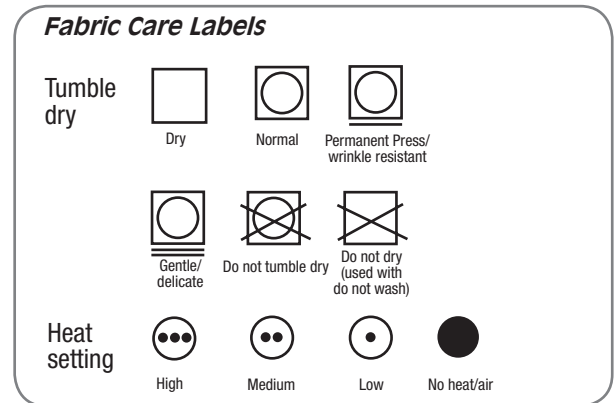 Fabric Care Labels
Tumble
dry
Dry
Normal
Permanent Press/
wrinkle resistant
Gentle/
delicate
Do not tumble dry
Do not dry
(used with
do not wash)
Heat
setting
High
Medium
Low
No heat/air